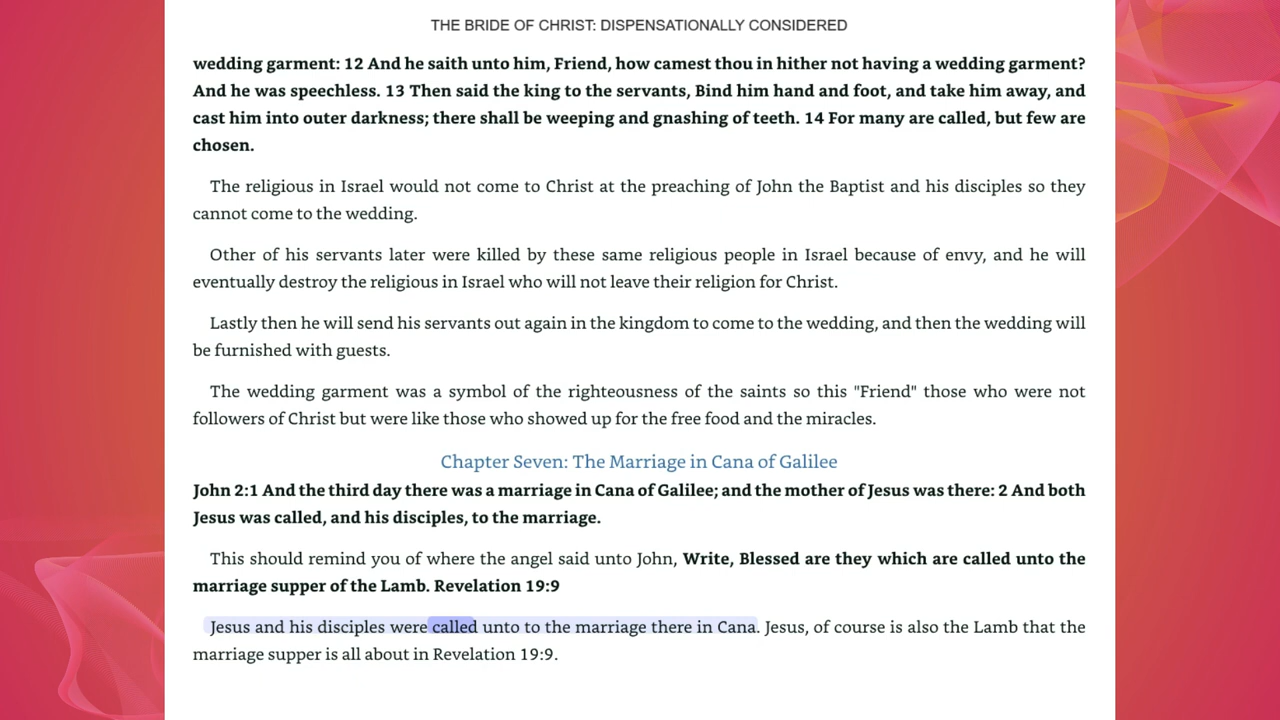 THE BRIDE OF CHRIST: DISPENSATIONALLY CONSIDERED
wedding garment: 12 And he saith unto him, Friend, how camest thou in hither not having a wedding garment?
And he was speechless. 13 Then said the king to the servants, Bind him hand and foot, and take him away, and
cast him into outer darkness; there shall be weeping and gnashing of teeth. 14 For many are called, but few are
chosen.
The religious in Israel would not come to Christ at the preaching of John the Baptist and his disciples so they
cannot come to the wedding.
Other of his servants later were killed by these same religious people in Israel because of envy, and he will
eventually destroy the religious in Israel who will not leave their religion for Christ.
Lastly then he will send his servants out again in the kingdom to come to the wedding, and then the wedding will
be furnished with guests.
The wedding garment was a symbol of the righteousness of the saints so this "Friend" those who were not
followers of Christ but were like those who showed up for the free food and the miracles.
Chapter Seven: The Marriage in Cana of Galilee
John 2:1 And the third day there was a marriage in Cana of Galilee; and the mother of Jesus was there: 2 And both
Jesus was called, and his disciples, to the marriage.
This should remind you of where the angel said unto John, Write, Blessed are they which are called unto the
marriage supper of the Lamb. Revelation 19:9
Jesus and his disciples were called unto to the marriage there in Cana. Jesus, of course is also the Lamb that the
marriage supper is all about in Revelation 19:9.